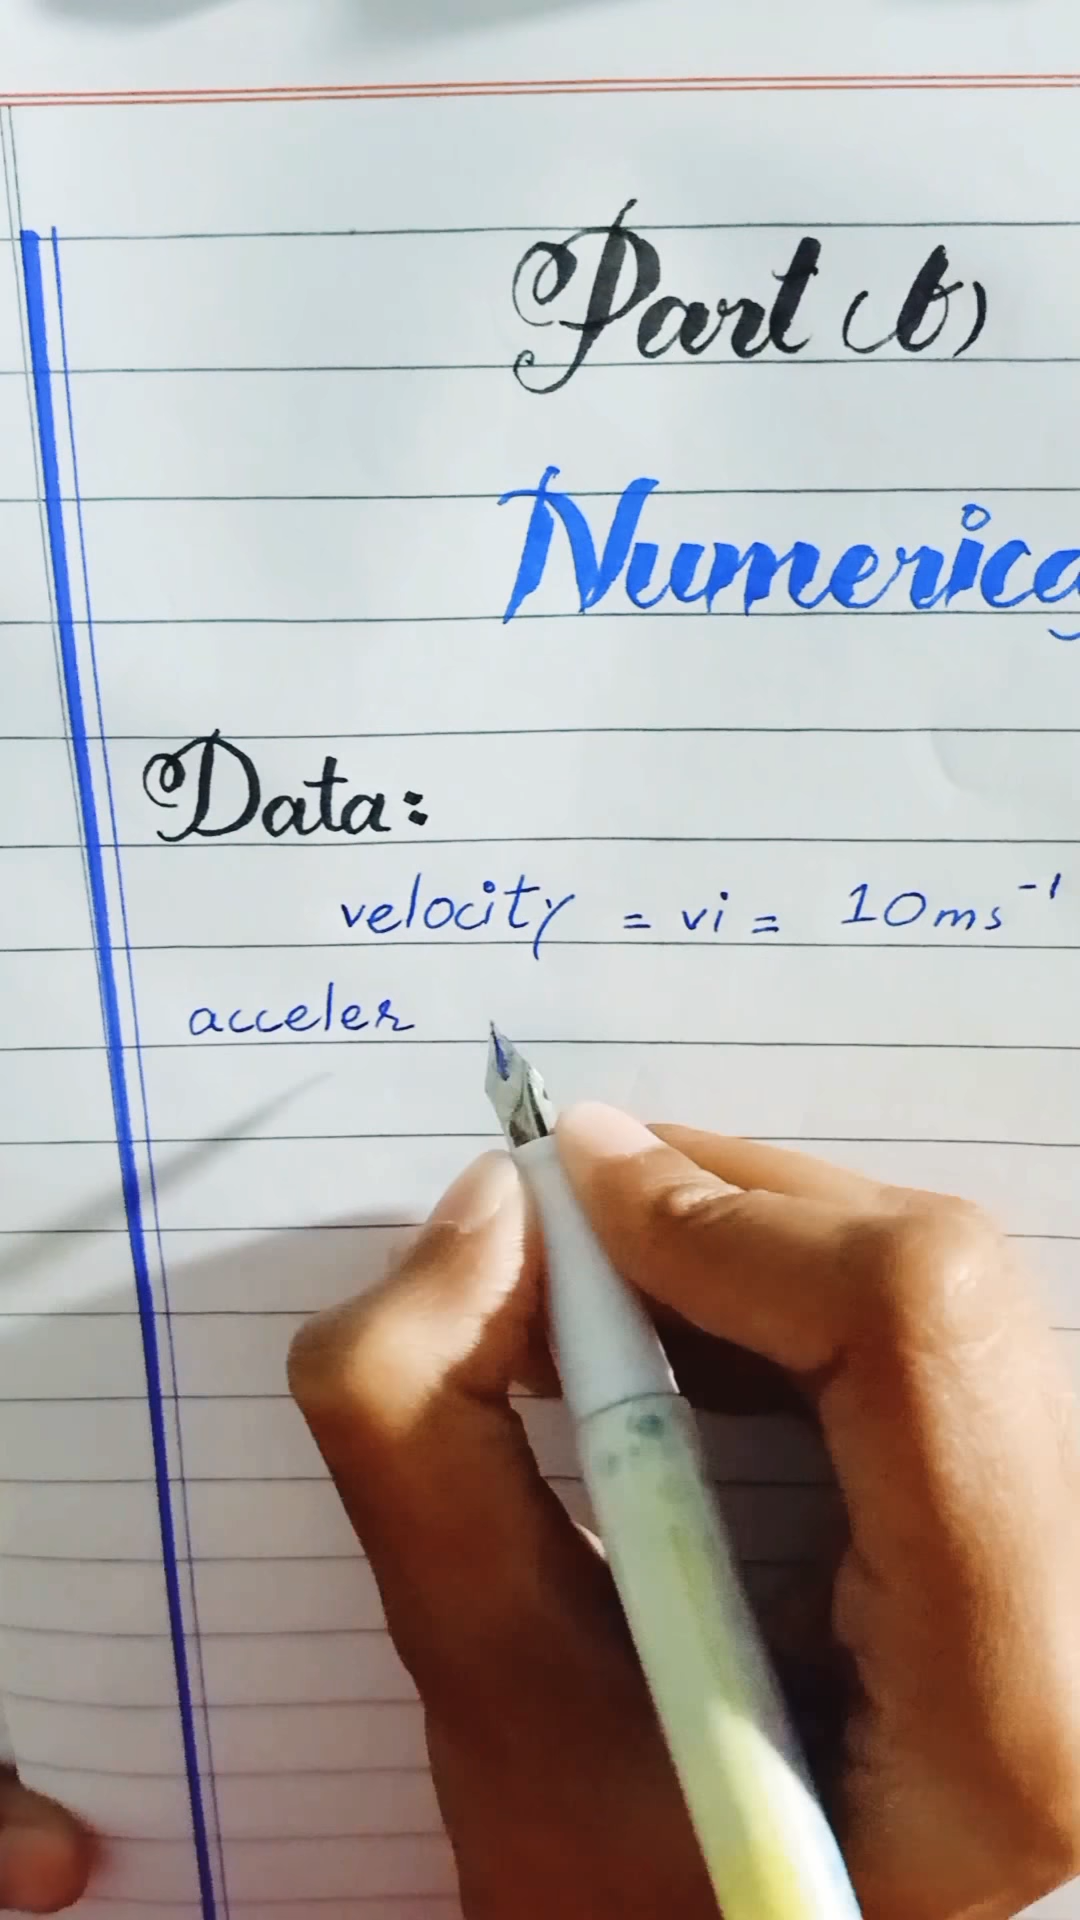 Part (b)
Numerica
Data:
velocity = vi = 10ms⁻¹
acceler